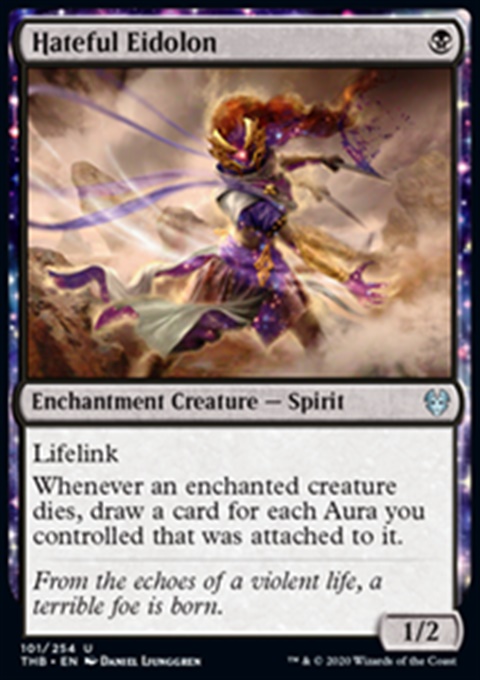 Hateful Eidolon
Enchantment Creature — Spirit
Lifelink
Whenever an enchanted creature
dies, draw a card for each Aura you
controlled that was attached to it.
From the echoes of a violent life, a
terrible foe is born.
1/2
101/254 U
THB • EN Daniel Ljunggren
™ & © 2020 Wizards of the Coast